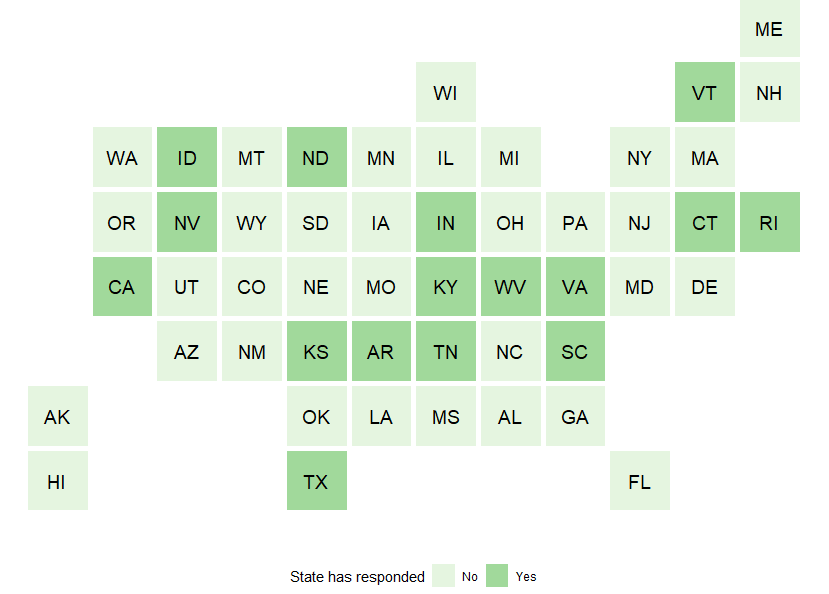 ME
WI VT NH
WA ID MT ND MN IL MI NY MA
OR NV WY SD IA IN OH PA NJ CT RI
CA UT CO NE MO KY WV VA MD DE
AZ NM KS AR TN NC SC
AK OK LA MS AL GA
HI TX FL
State has responded No Yes